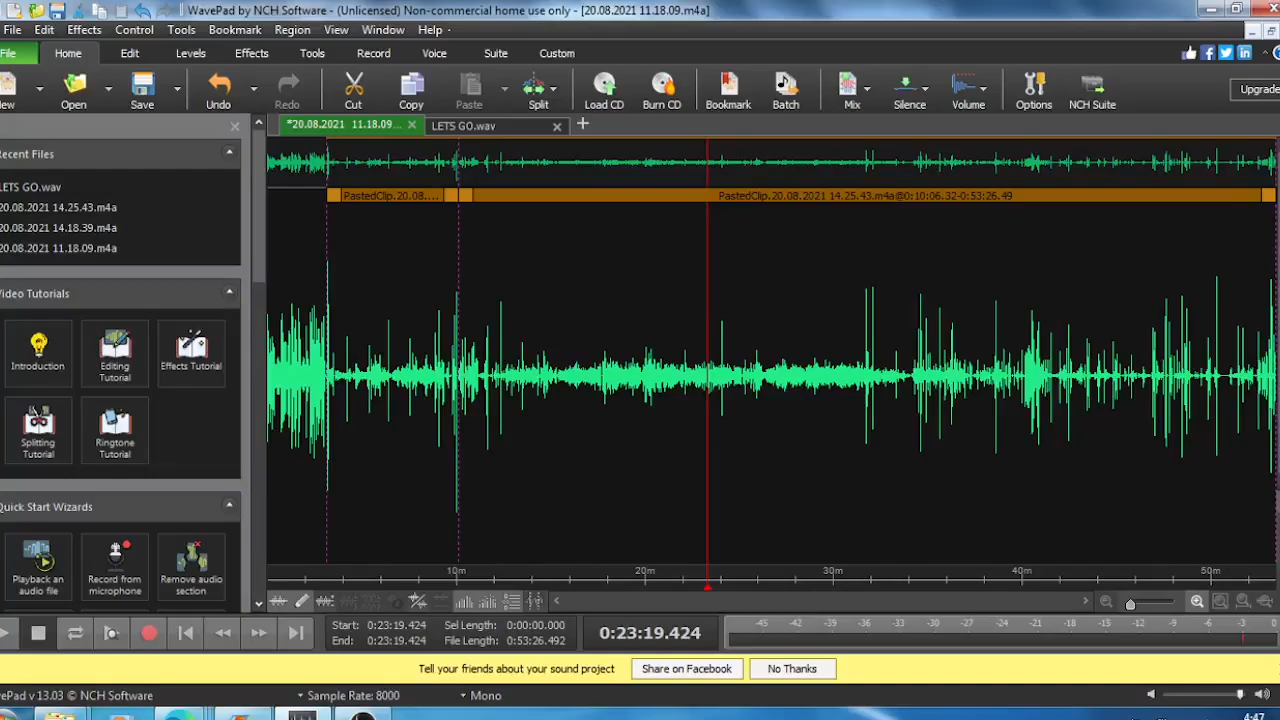 WavePad by NCH Software - (Unlicensed) Non-commercial home use only - [20.08.2021 11.18.09.m4a]
File Edit Effects Control Tools Bookmark Region View Window Help
File Home Edit Levels Effects Tools Record Voice Suite Custom
ew Open Save Undo Redo Cut Copy Paste Split Load CD Burn CD Bookmark Batch Mix Silence Volume Options NCH Suite Upgrade
*20.08.2021 11.18.09... LETS GO.wav
ecent Files
LETS GO.wav
20.08.2021 14.25.43.m4a
20.08.2021 14.18.39.m4a
20.08.2021 11.18.09.m4a
PastedClip.20.08.... PastedClip.20.08.2021 14.25.43.m4a@0:10:06.32-0:53:26.49
Video Tutorials
Introduction
Editing Tutorial
Effects Tutorial
Splitting Tutorial
Ringtone Tutorial
Quick Start Wizards
Playback an audio file
Record from microphone
Remove audio section
10m 20m 30m 40m 50m
Start: 0:23:19.424 Sel Length: 0:00:00.000
End: 0:23:19.424 File Length: 0:53:26.492
0:23:19.424
-45 -42 -39 -36 -33 -30 -27 -24 -21 -18 -15 -12 -9 -6 -3 0
Tell your friends about your sound project Share on Facebook No Thanks
ePad v 13.03 © NCH Software Sample Rate: 8000 Mono
4:47